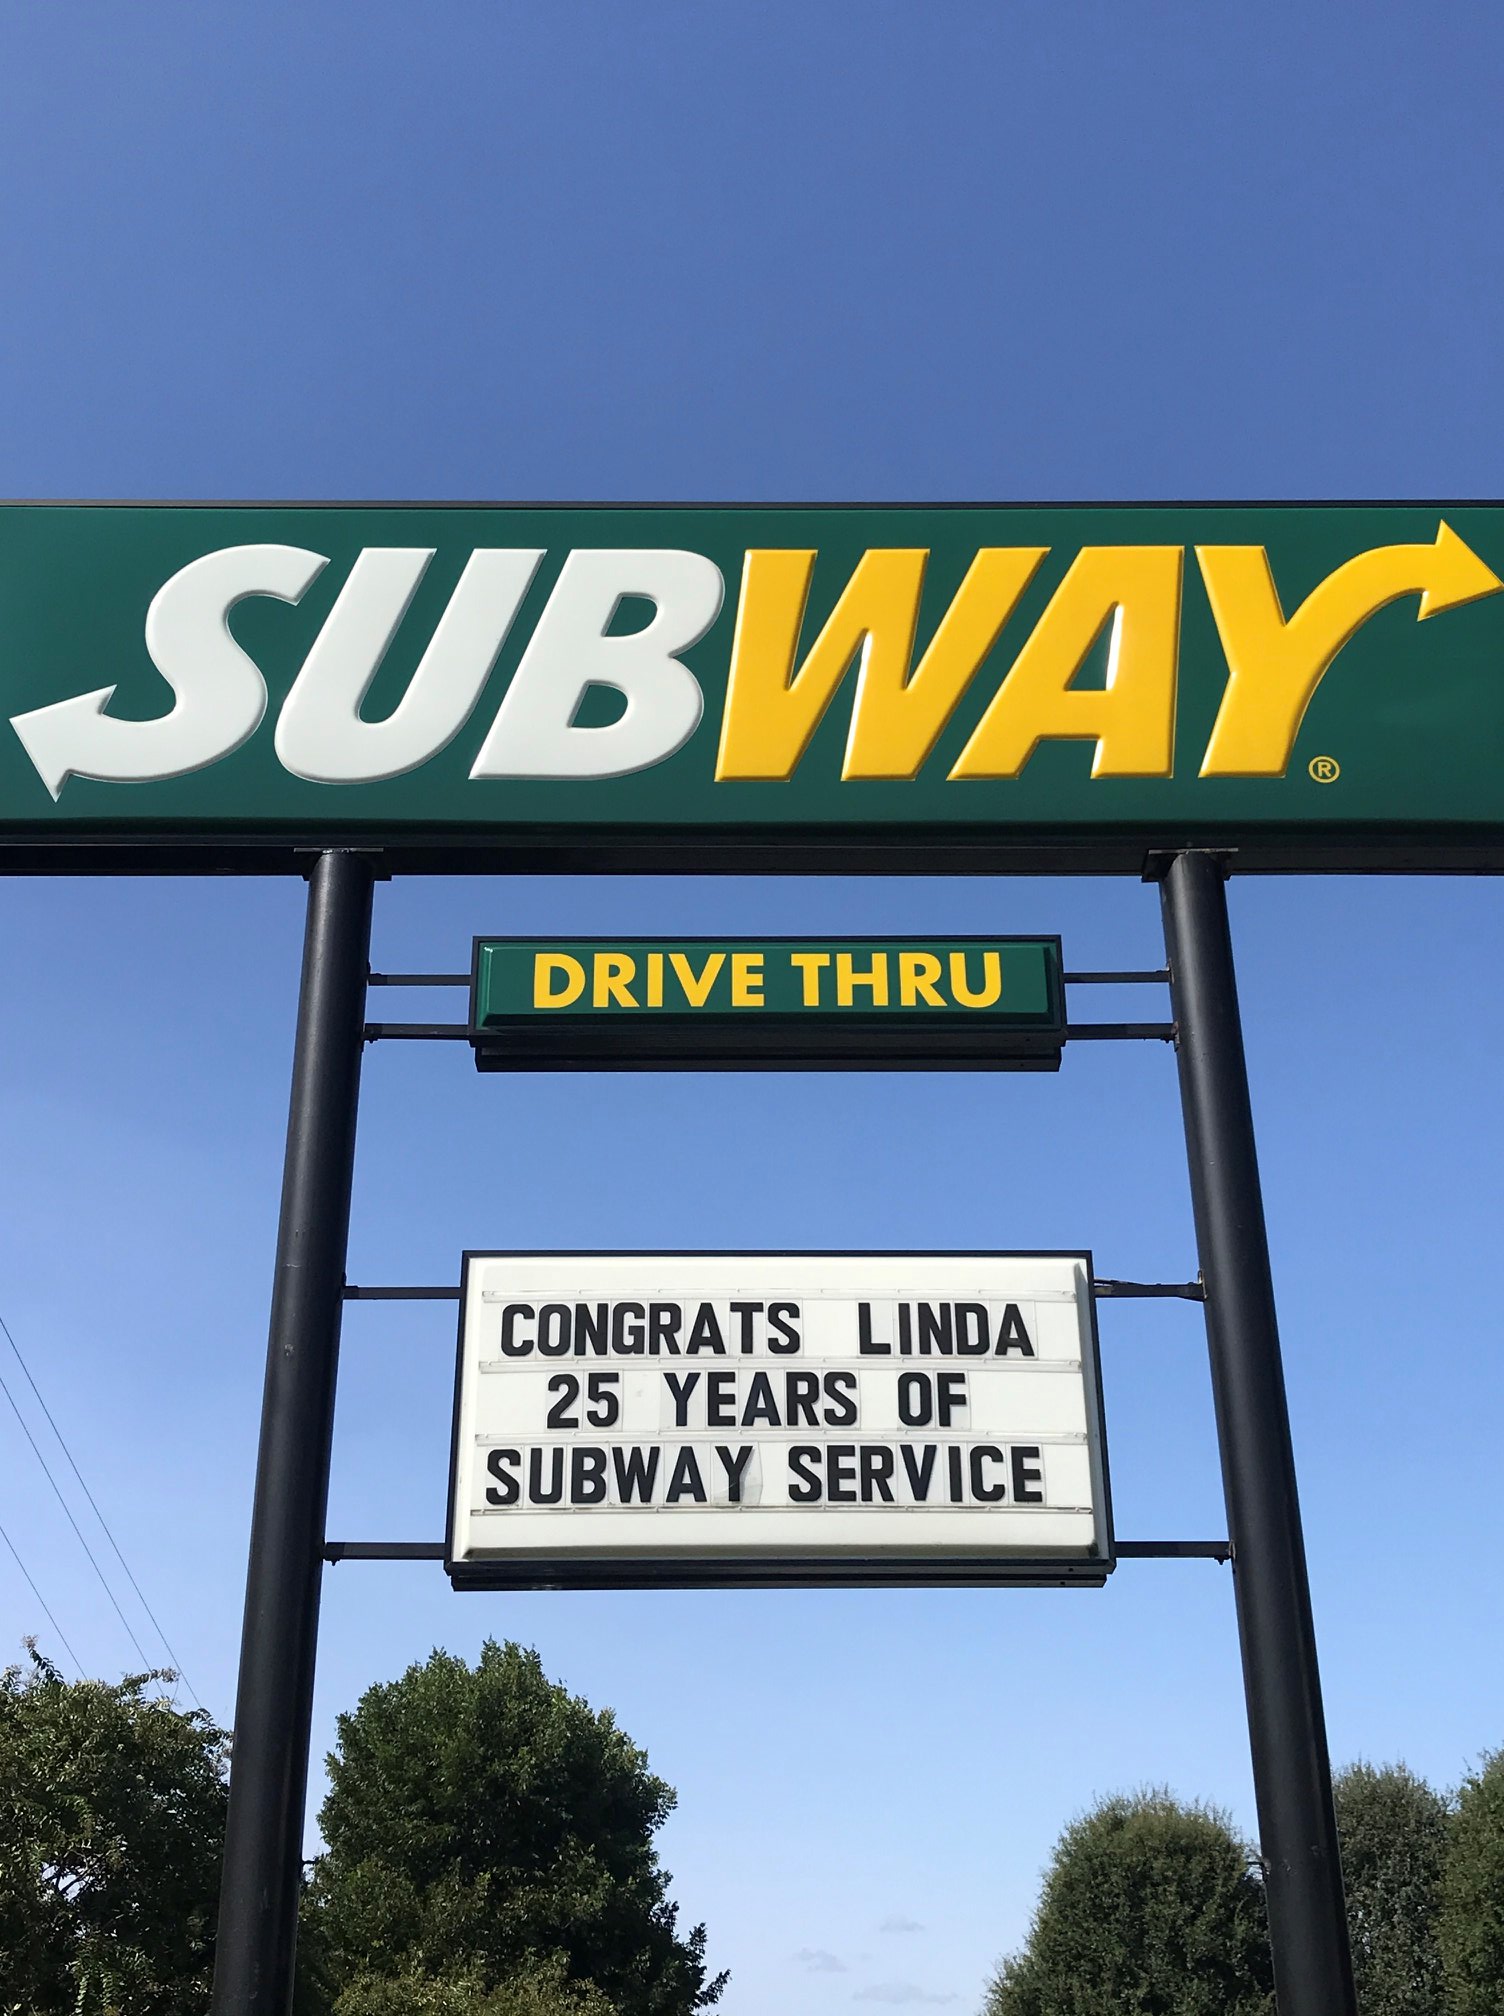 SUBWAY®
DRIVE THRU
CONGRATS LINDA
25 YEARS OF
SUBWAY SERVICE